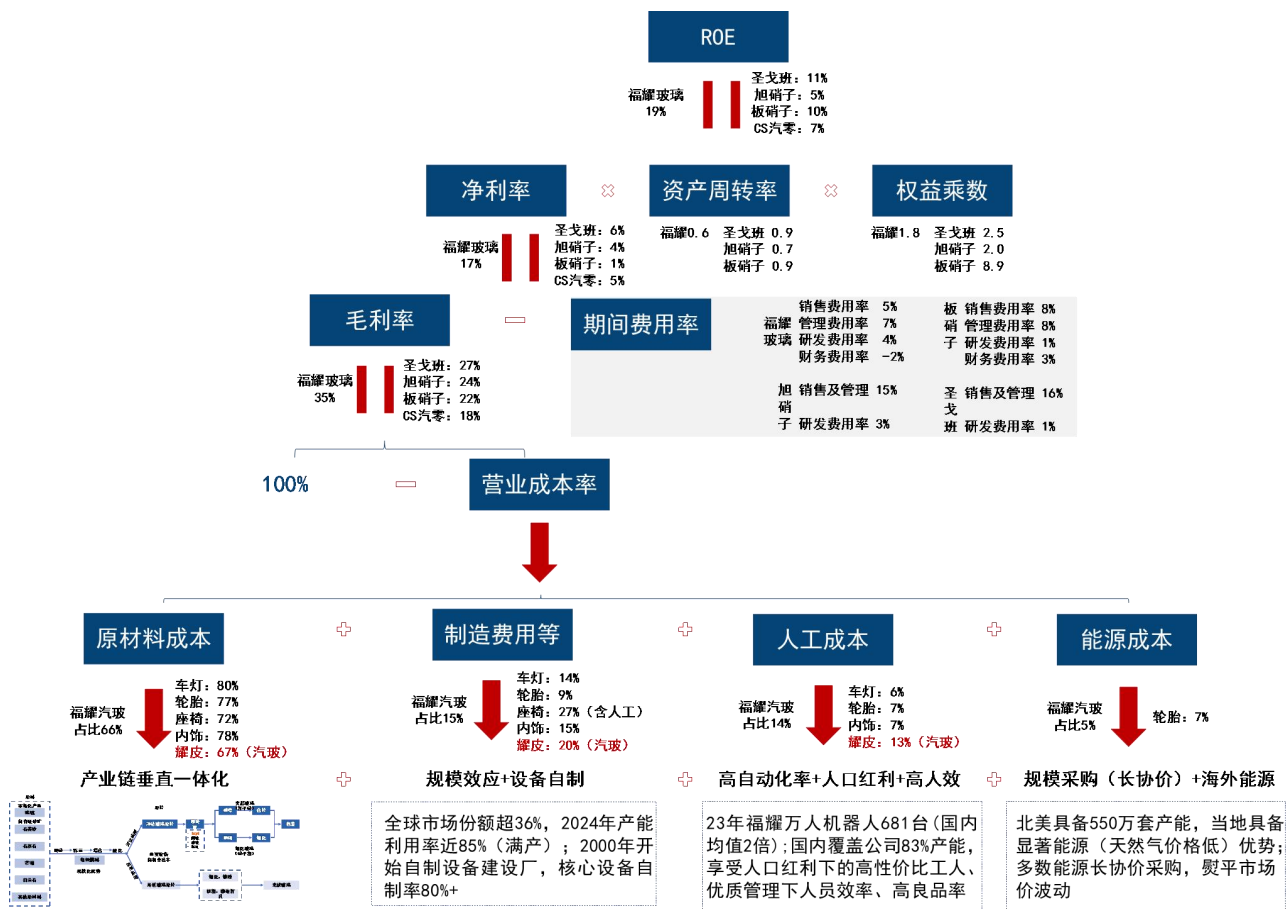 ROE
福耀玻璃
19%
圣戈班：11%
旭硝子：5%
板硝子：10%
CS汽零：7%
净利率
资产周转率
权益乘数
福耀玻璃
17%
圣戈班：6%
旭硝子：4%
板硝子：1%
CS汽零：5%
福耀0.6
圣戈班 0.9
旭硝子 0.7
板硝子 0.9
福耀1.8
圣戈班 2.5
旭硝子 2.0
板硝子 8.9
毛利率
期间费用率
福耀玻璃
销售费用率 5%
管理费用率 7%
研发费用率 4%
财务费用率 -2%
板硝子
销售费用率 8%
管理费用率 8%
研发费用率 1%
财务费用率 3%
旭硝子
销售及管理 15%
研发费用率 3%
圣戈班
销售及管理 16%
研发费用率 1%
福耀玻璃
35%
圣戈班：27%
旭硝子：24%
板硝子：22%
CS汽零：18%
100%
营业成本率
原材料成本
制造费用等
人工成本
能源成本
福耀汽玻
占比66%
车灯：80%
轮胎：77%
座椅：72%
内饰：78%
耀皮：67%（汽玻）
福耀汽玻
占比15%
车灯：14%
轮胎：9%
座椅：27%（含人工）
内饰：15%
耀皮：20%（汽玻）
福耀汽玻
占比14%
车灯：6%
轮胎：7%
内饰：7%
耀皮：13%（汽玻）
福耀汽玻
占比5%
轮胎：7%
产业链垂直一体化
规模效应+设备自制
高自动化率+人口红利+高人效
规模采购（长协价）+海外能源
全球市场份额超36%，2024年产能
利用率近85%（满产）；2000年开
始自制设备建设厂，核心设备自
制率80%+
23年福耀万人机器人681台(国内
均值2倍);国内覆盖公司83%产能，
享受人口红利下的高性价比工人、
优质管理下人员效率、高良品率
北美具备550万套产能，当地具备
显著能源（天然气价格低）优势；
多数能源长协价采购，熨平市场
价波动